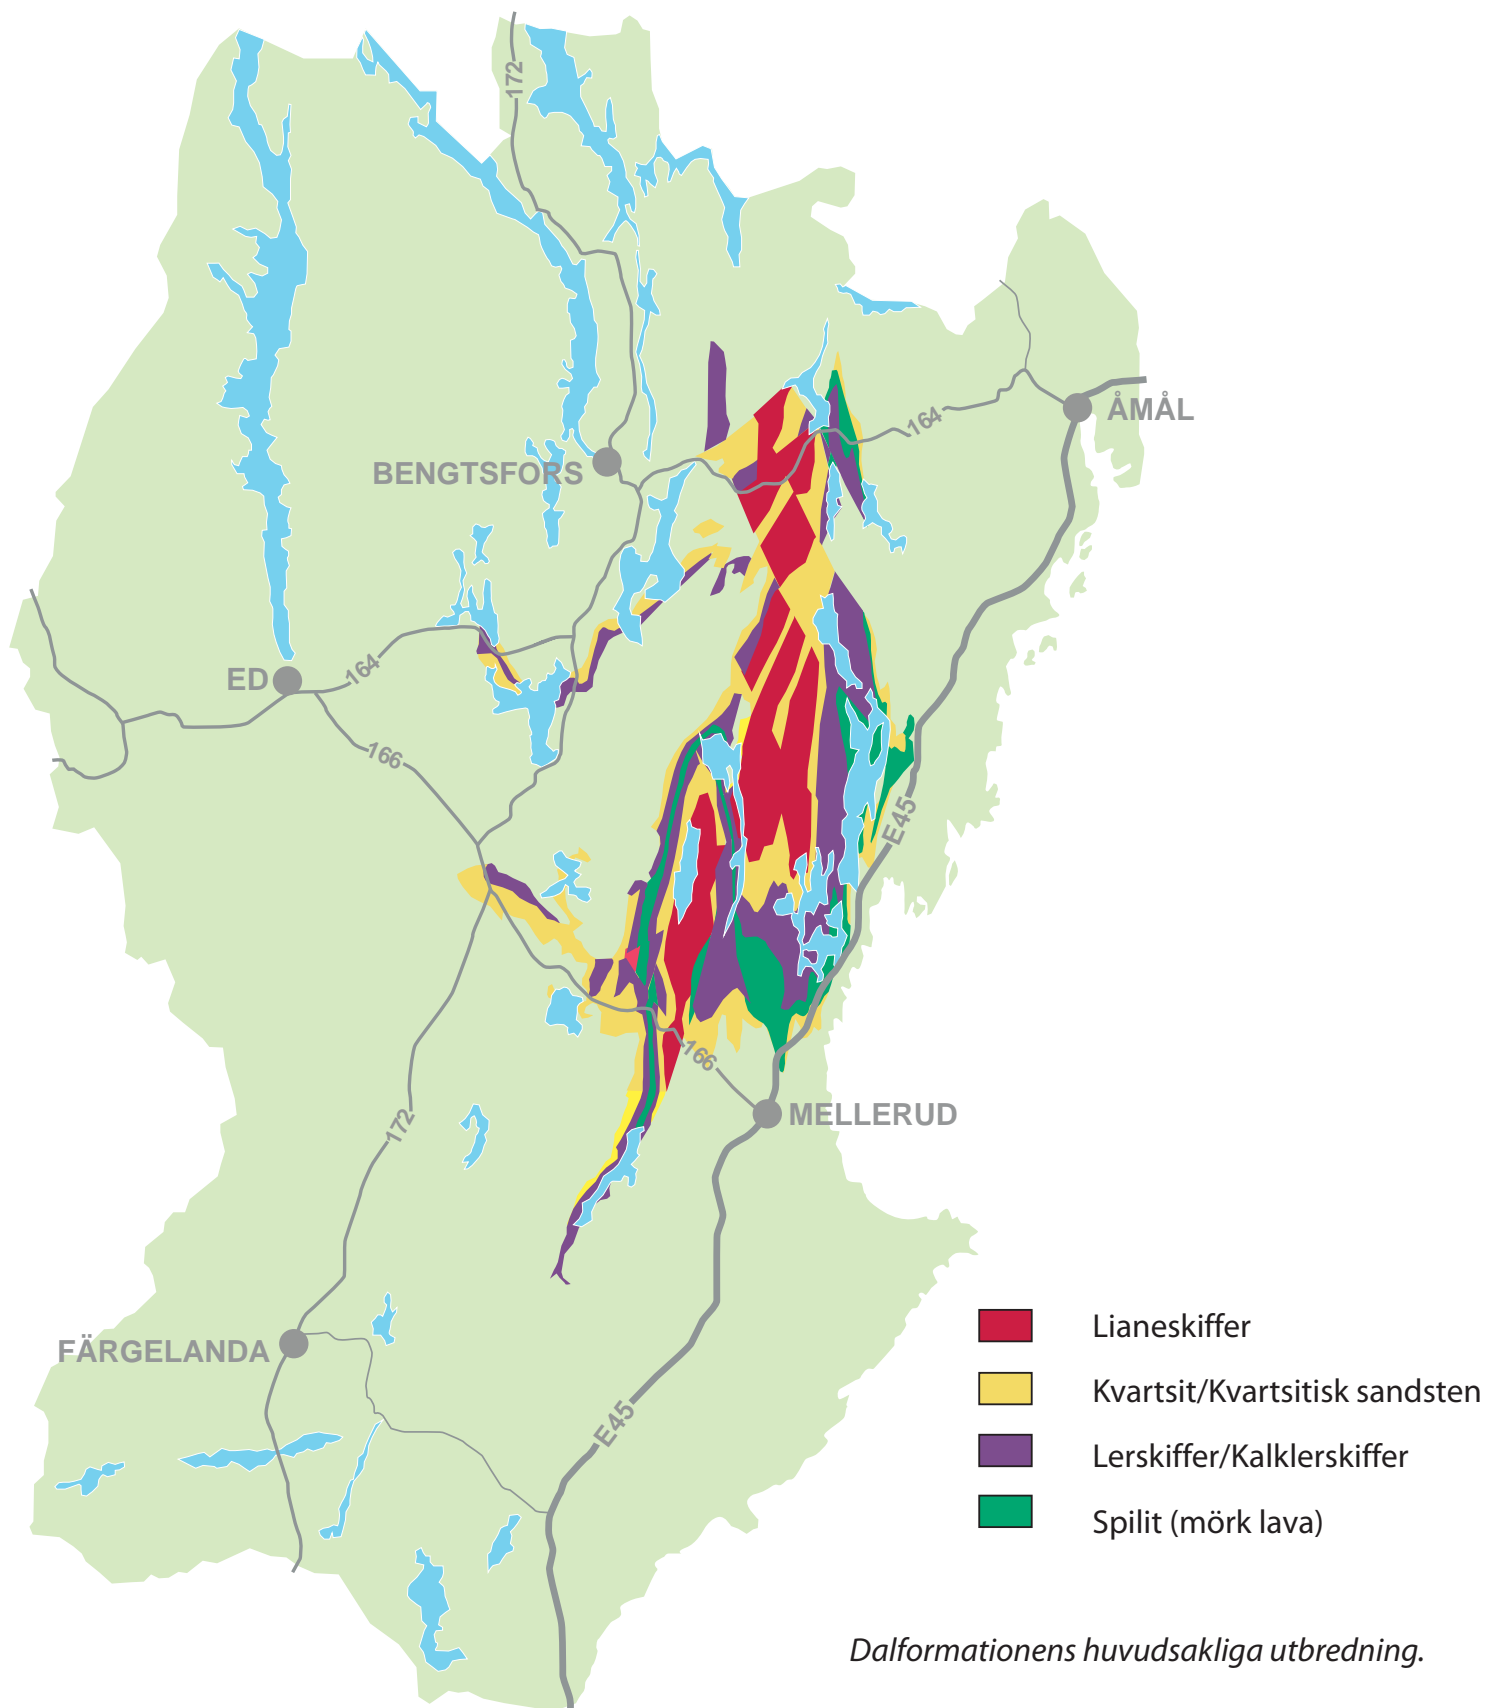 172
164
ÅMÅL
BENGTSFORS
ED
164
166
E45
166
MELLERUD
172
FÄRGELANDA
E45
Lianeskiffer
Kvartsit/Kvartsitisk sandsten
Lerskiffer/Kalklerskiffer
Spilit (mörk lava)
Dalformationens huvudsakliga utbredning.